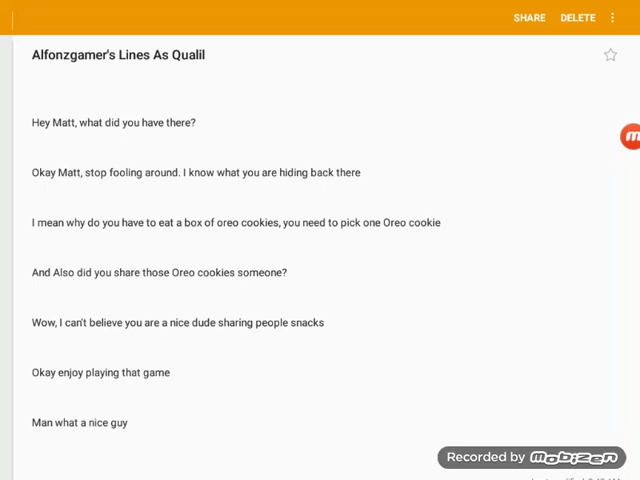 SHARE DELETE
Alfonzgamer's Lines As Qualil
Hey Matt, what did you have there?
Okay Matt, stop fooling around. I know what you are hiding back there
I mean why do you have to eat a box of oreo cookies, you need to pick one Oreo cookie
And Also did you share those Oreo cookies someone?
Wow, I can't believe you are a nice dude sharing people snacks
Okay enjoy playing that game
Man what a nice guy
Recorded by mobizen